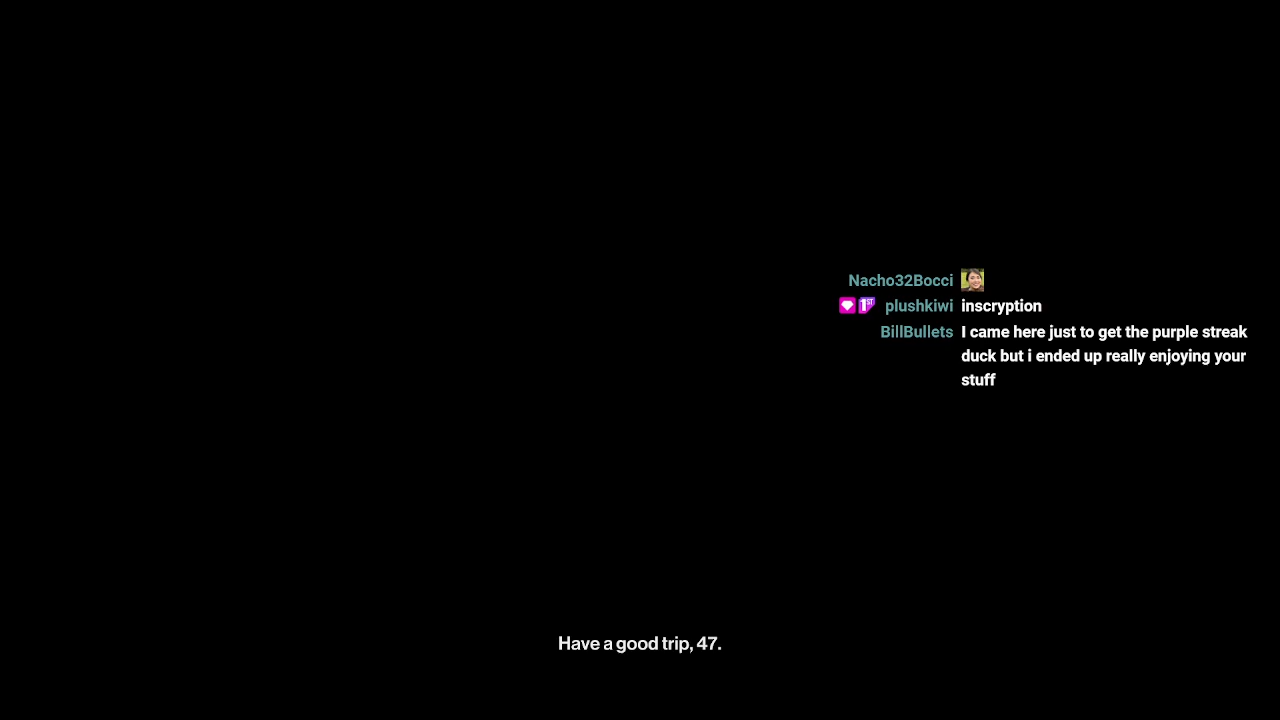 Nacho32Bocci
1ST plushkiwi inscryption
BillBullets I came here just to get the purple streak
duck but i ended up really enjoying your
stuff
Have a good trip, 47.